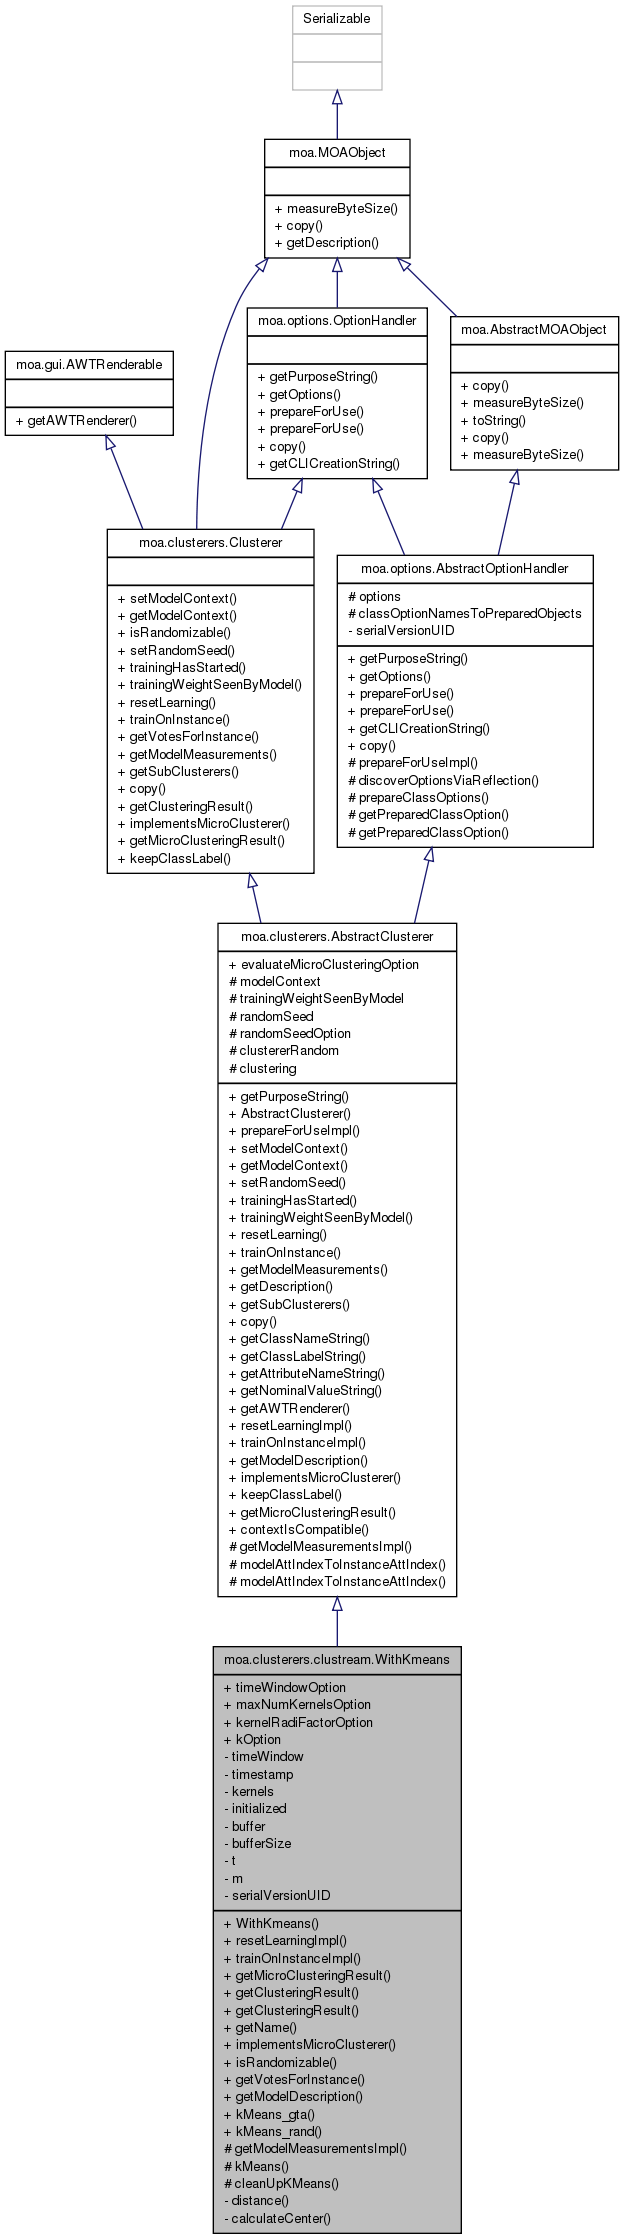 Serializable
moa.MOAObject
+ measureByteSize()
+ copy()
+ getDescription()
moa.gui.AWTRenderable
+ getAWTRenderer()
moa.options.OptionHandler
+ getPurposeString()
+ getOptions()
+ prepareForUse()
+ prepareForUse()
+ copy()
+ getCLICreationString()
moa.AbstractMOAObject
+ copy()
+ measureByteSize()
+ toString()
+ copy()
+ measureByteSize()
moa.clusterers.Clusterer
+ setModelContext()
+ getModelContext()
+ isRandomizable()
+ setRandomSeed()
+ trainingHasStarted()
+ trainingWeightSeenByModel()
+ resetLearning()
+ trainOnInstance()
+ getVotesForInstance()
+ getModelMeasurements()
+ getSubClusterers()
+ copy()
+ getClusteringResult()
+ implementsMicroClusterer()
+ getMicroClusteringResult()
+ keepClassLabel()
moa.options.AbstractOptionHandler
# options
# classOptionNamesToPreparedObjects
- serialVersionUID
+ getPurposeString()
+ getOptions()
+ prepareForUse()
+ prepareForUse()
+ getCLICreationString()
+ copy()
# prepareForUseImpl()
# discoverOptionsViaReflection()
# prepareClassOptions()
# getPreparedClassOption()
# getPreparedClassOption()
moa.clusterers.AbstractClusterer
+ evaluateMicroClusteringOption
# modelContext
# trainingWeightSeenByModel
# randomSeed
# randomSeedOption
# clustererRandom
# clustering
+ getPurposeString()
+ AbstractClusterer()
+ prepareForUseImpl()
+ setModelContext()
+ getModelContext()
+ setRandomSeed()
+ trainingHasStarted()
+ trainingWeightSeenByModel()
+ resetLearning()
+ trainOnInstance()
+ getModelMeasurements()
+ getDescription()
+ getSubClusterers()
+ copy()
+ getClassNameString()
+ getClassLabelString()
+ getAttributeNameString()
+ getNominalValueString()
+ getAWTRenderer()
+ resetLearningImpl()
+ trainOnInstanceImpl()
+ getModelDescription()
+ implementsMicroClusterer()
+ keepClassLabel()
+ getMicroClusteringResult()
+ contextIsCompatible()
# getModelMeasurementsImpl()
# modelAttIndexToInstanceAttIndex()
# modelAttIndexToInstanceAttIndex()
moa.clusterers.clustream.WithKmeans
+ timeWindowOption
+ maxNumKernelsOption
+ kernelRadiFactorOption
+ kOption
- timeWindow
- timestamp
- kernels
- initialized
- buffer
- bufferSize
- t
- m
- serialVersionUID
+ WithKmeans()
+ resetLearningImpl()
+ trainOnInstanceImpl()
+ getMicroClusteringResult()
+ getClusteringResult()
+ getClusteringResult()
+ getName()
+ implementsMicroClusterer()
+ isRandomizable()
+ getVotesForInstance()
+ getModelDescription()
+ kMeans_gta()
+ kMeans_rand()
# getModelMeasurementsImpl()
# kMeans()
# cleanUpKMeans()
- distance()
- calculateCenter()